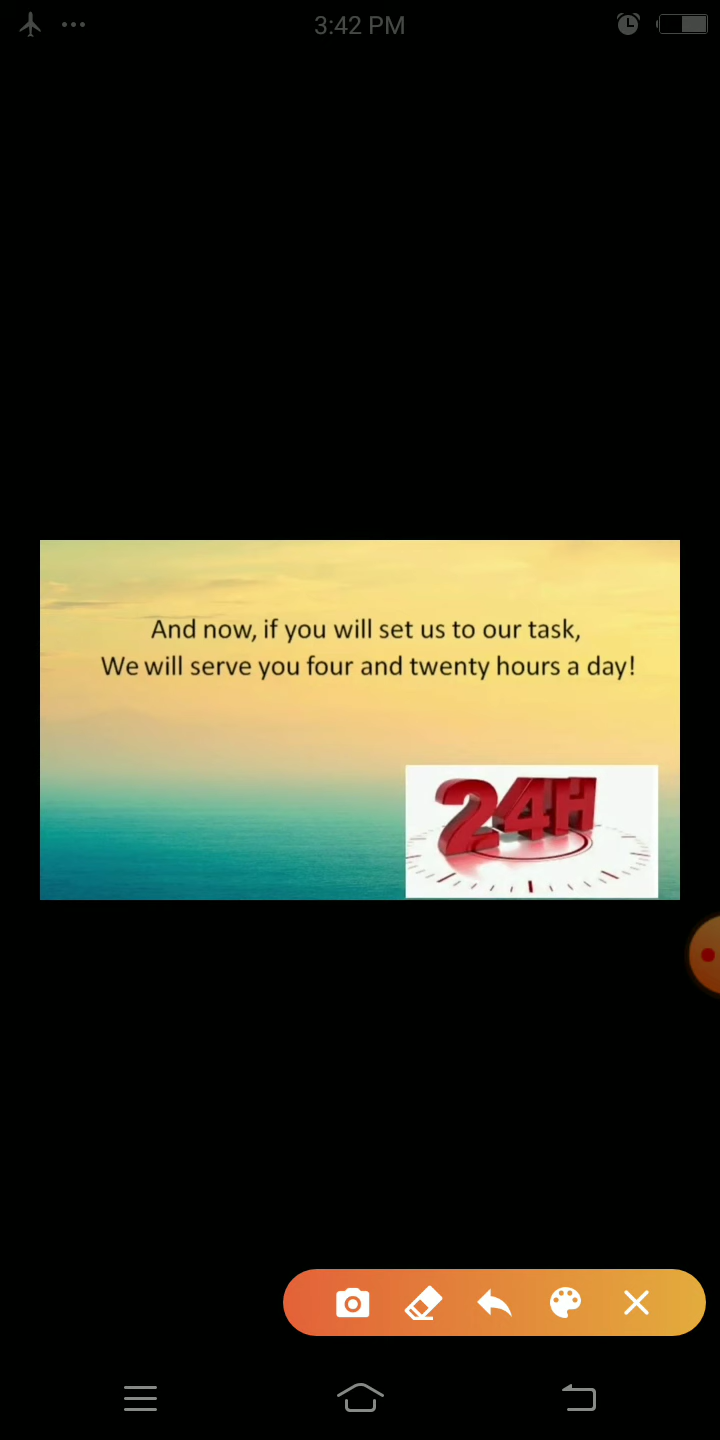 3:42 PM
And now, if you will set us to our task,
We will serve you four and twenty hours a day!
24H